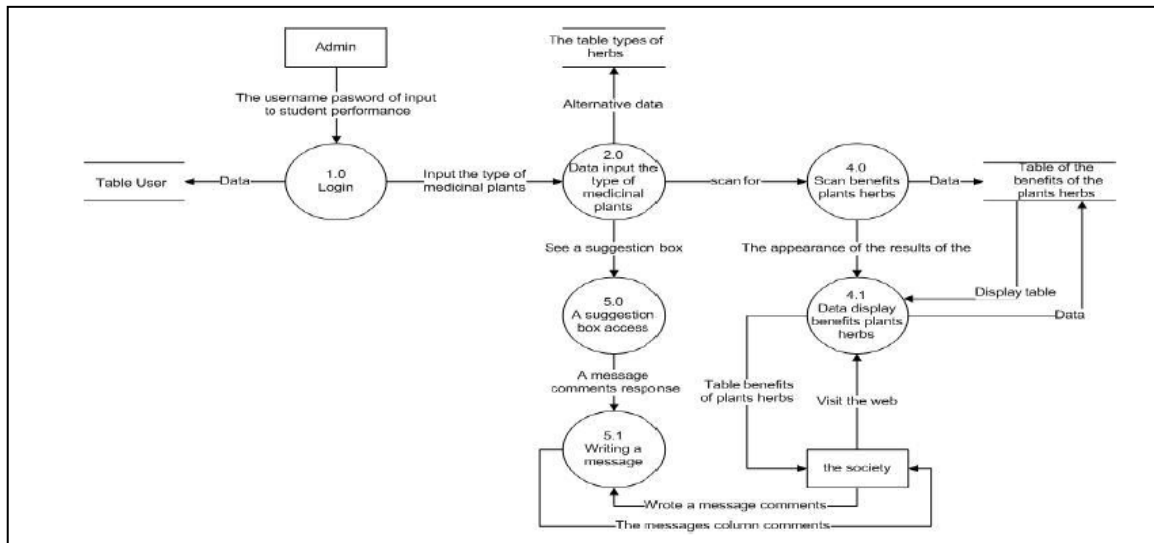 Admin
The table types of
herbs
The username pasword of input
to student performance
Alternative data
Table User
Data
1.0
Login
Input the type of
medicinal plants
2.0
Data input the
type of
medicinal
plants
scan for
4.0
Scan benefits
plants herbs
Data
Table of the
benefits of the
plants herbs
See a suggestion box
The appearance of the results of the
5.0
A suggestion
box access
4.1
Data display
benefits plants
herbs
Display table
Data
A message
comments response
Table benefits
of plants herbs
Visit the web
5.1
Writing a
message
the society
Wrote a message comments
The messages column comments